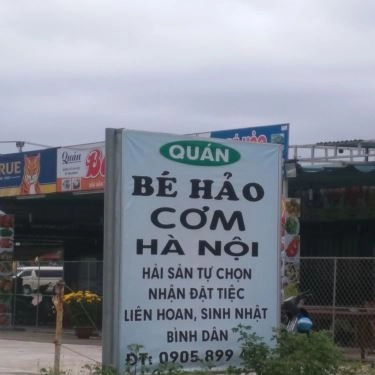 RUE
Quán
QUÁN
BÉ HẢO
CƠM
HÀ NỘI
HẢI SẢN TỰ CHỌN
NHẬN ĐẶT TIỆC
LIÊN HOAN, SINH NHẬT
BÌNH DÂN
ĐT: 0905.899